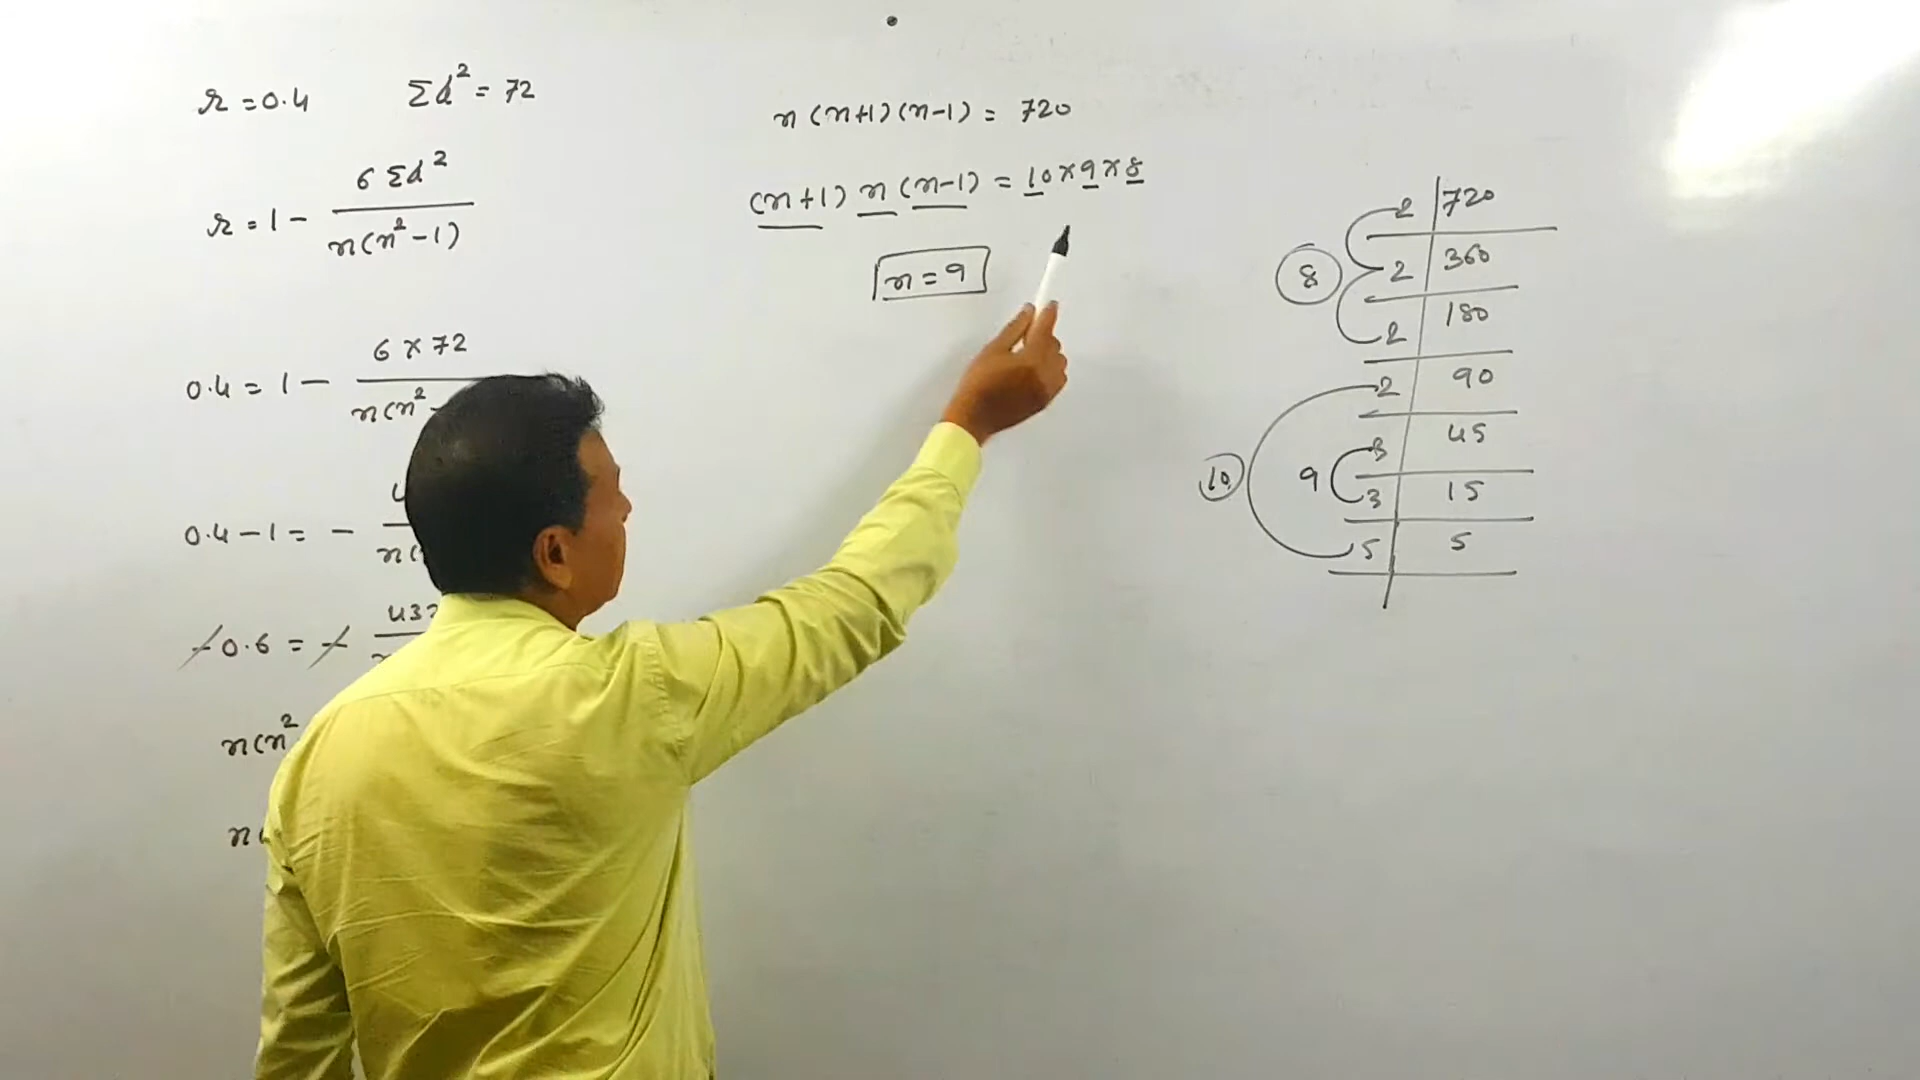 r = 0.4 Σd² = 72
r = 1 - 6 Σd² / n(n² - 1)
0.4 = 1 - 6 × 72 / n(n² -
0.4 - 1 = - 4 / n(
-0.6 = - 432
n(n²
n(
n (n+1) (n-1) = 720
(n+1) n (n-1) = 10 × 9 × 8
n = 9
2 | 720
2 | 360
8
2 | 180
2 | 90
3 | 45
10 9
3 | 15
5 | 5